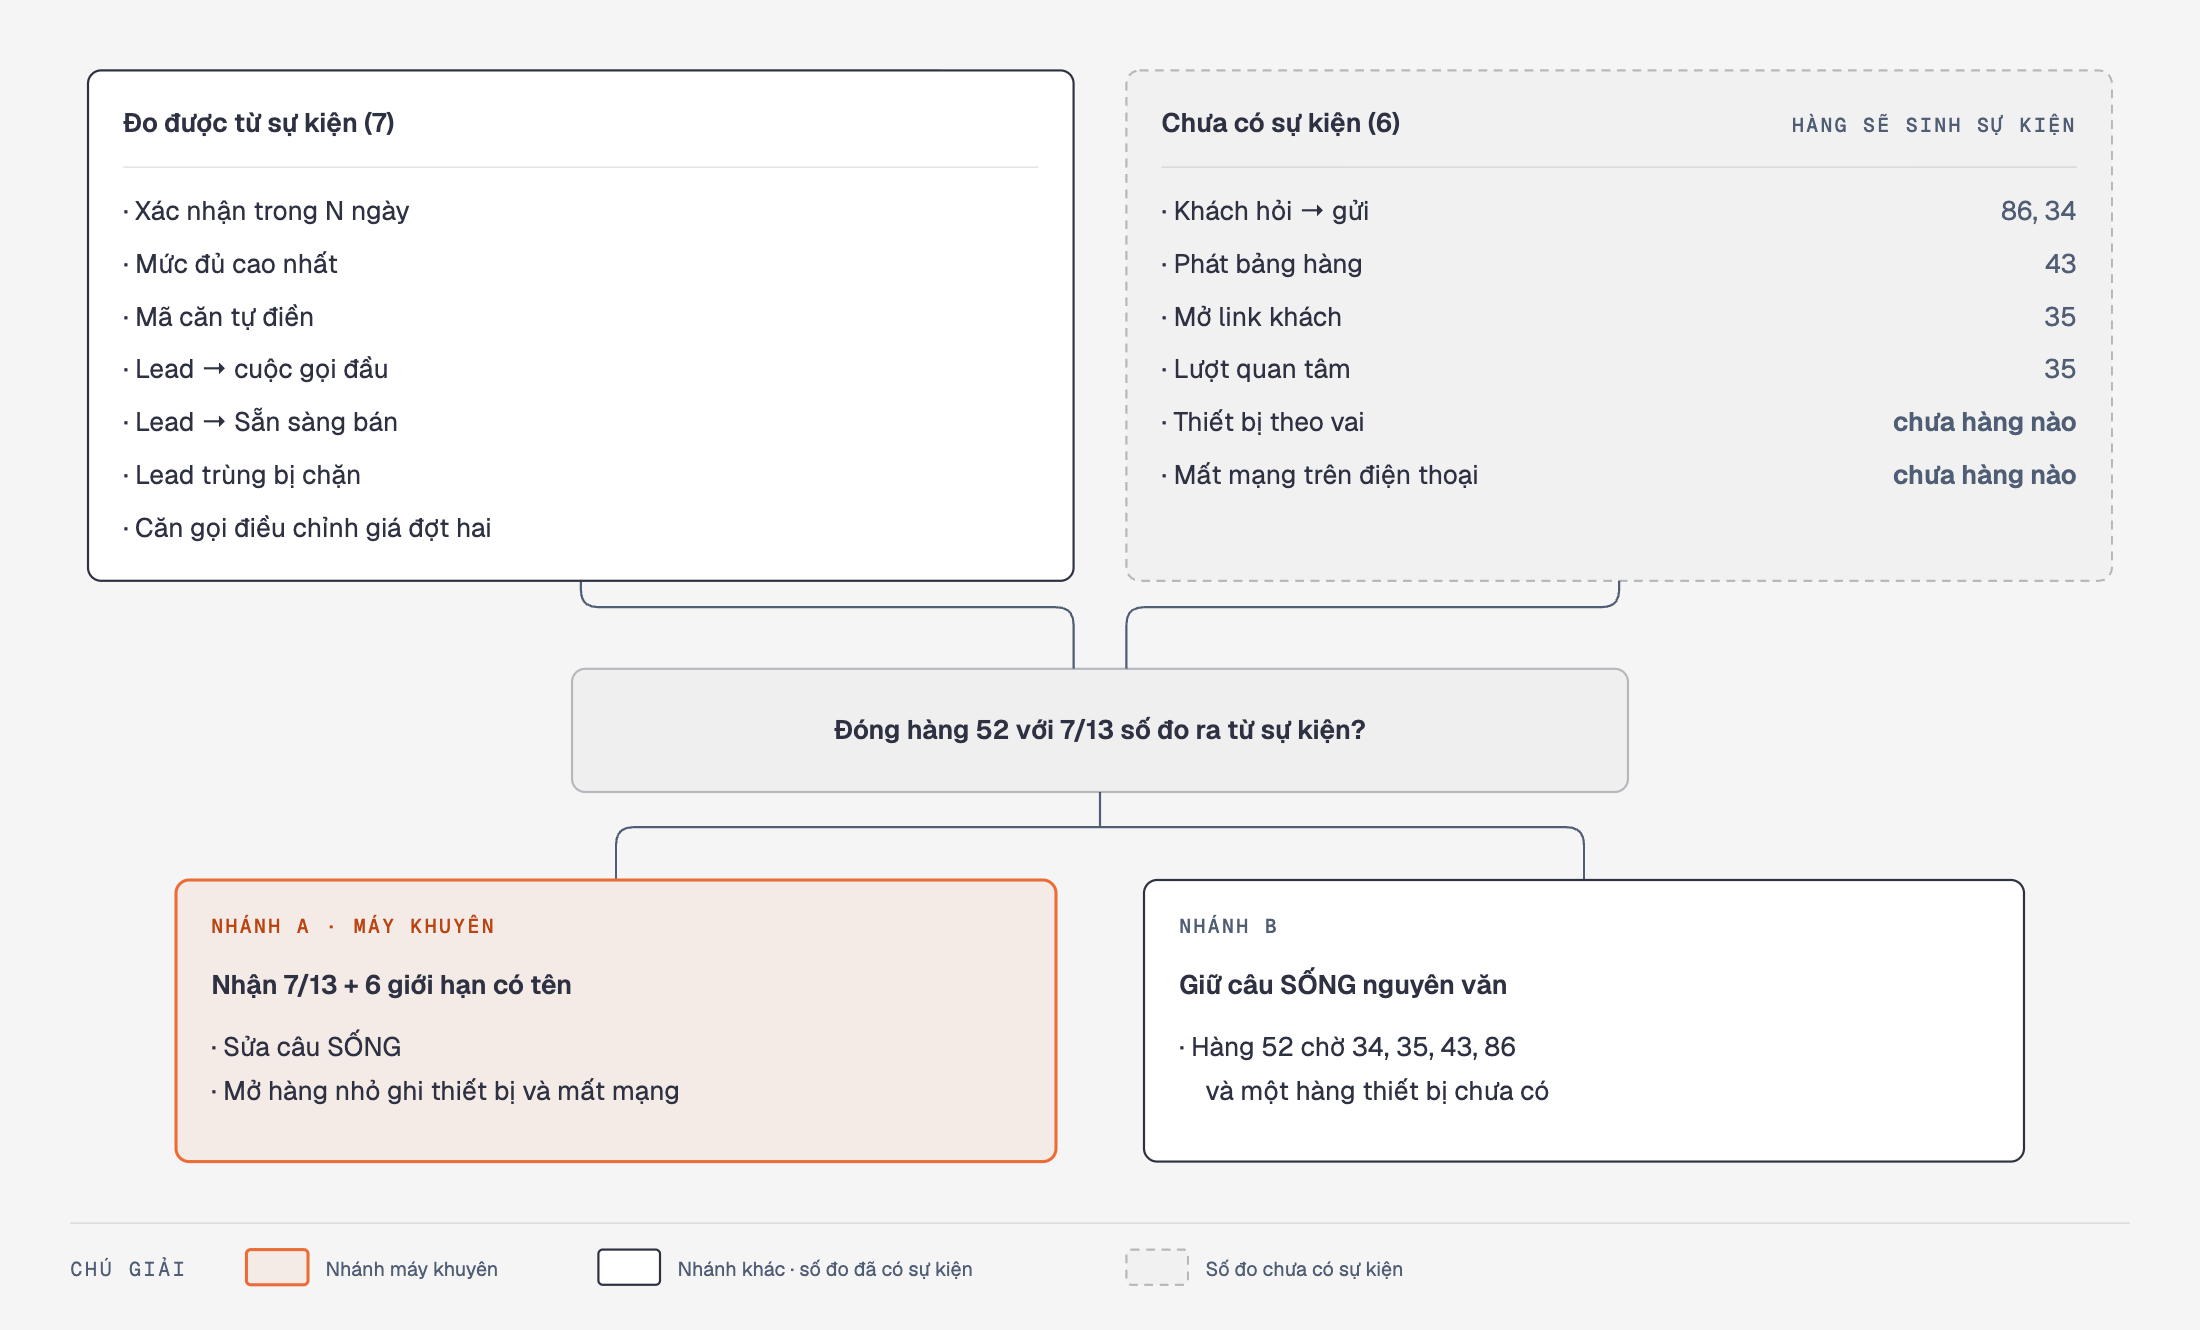 Đo được từ sự kiện (7)
· Xác nhận trong N ngày
· Mức đủ cao nhất
· Mã căn tự điền
· Lead → cuộc gọi đầu
· Lead → Sẵn sàng bán
· Lead trùng bị chặn
· Căn gọi điều chỉnh giá đợt hai
Chưa có sự kiện (6) HÀNG SẼ SINH SỰ KIỆN
· Khách hỏi → gửi 86, 34
· Phát bảng hàng 43
· Mở link khách 35
· Lượt quan tâm 35
· Thiết bị theo vai chưa hàng nào
· Mất mạng trên điện thoại chưa hàng nào
Đóng hàng 52 với 7/13 số đo ra từ sự kiện?
NHÁNH A · MÁY KHUYÊN
Nhận 7/13 + 6 giới hạn có tên
· Sửa câu SỐNG
· Mở hàng nhỏ ghi thiết bị và mất mạng
NHÁNH B
Giữ câu SỐNG nguyên văn
· Hàng 52 chờ 34, 35, 43, 86
và một hàng thiết bị chưa có
CHÚ GIẢI Nhánh máy khuyên Nhánh khác · số đo đã có sự kiện Số đo chưa có sự kiện